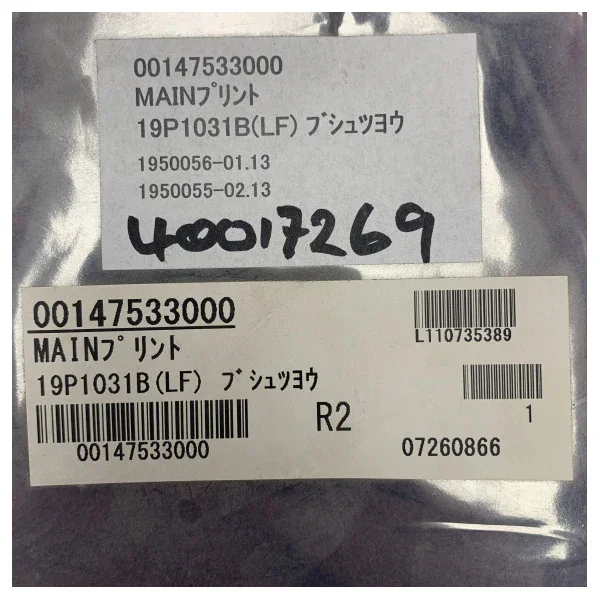 00147533000
MAINﾌﾟﾘﾝﾄ
19P1031B(LF) ﾌﾞｼｭﾂﾖｳ
1950056-01.13
1950055-02.13
40017269
00147533000
MAINﾌﾟﾘﾝﾄ
19P1031B(LF) ﾌﾞｼｭﾂﾖｳ
00147533000
R2
L110735389
1
07260866